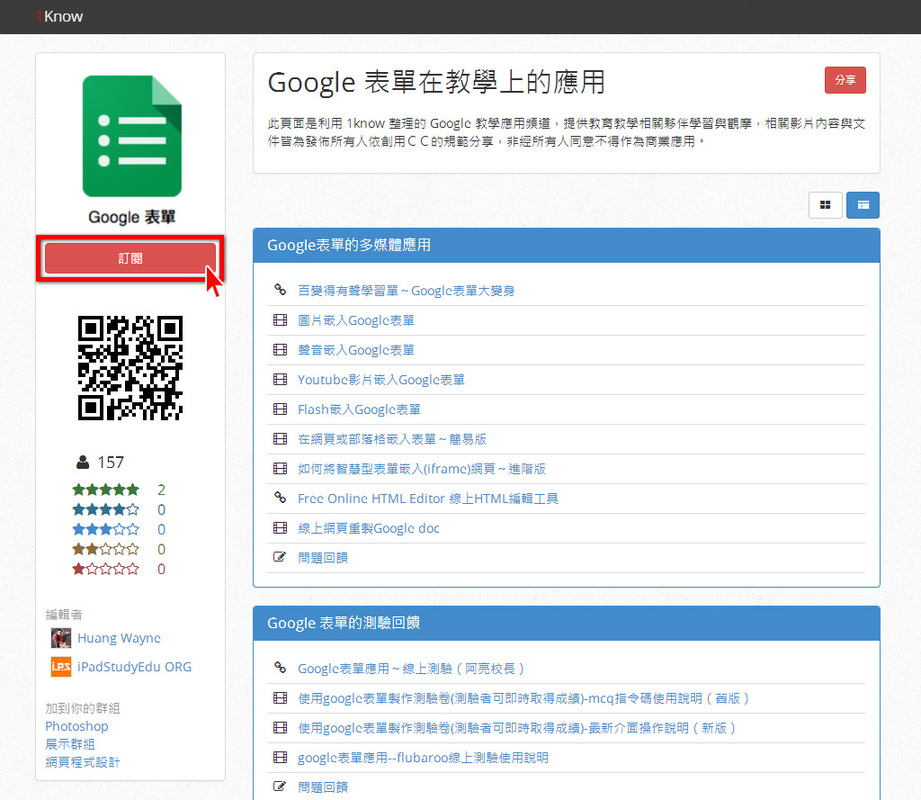 1Know
Google 表單
訂閱
157
2
0
0
0
0
編輯者
Huang Wayne
i.P.S
iPadStudyEdu ORG
加到你的群組
Photoshop
展示群組
網頁程式設計
Google 表單在教學上的應用
分享
此頁面是利用 1know 整理的 Google 教學應用頻道，提供教育教學相關夥伴學習與觀摩，相關影片內容與文
件皆為發佈所有人依創用ＣＣ的規範分享，非經所有人同意不得作為商業應用。
Google表單的多媒體應用
百變得有聲學習單～Google表單大變身
圖片嵌入Google表單
聲音嵌入Google表單
Youtube影片嵌入Google表單
Flash嵌入Google表單
在網頁或部落格嵌入表單～簡易版
如何將智慧型表單嵌入(iframe)網頁～進階版
Free Online HTML Editor 線上HTML編輯工具
線上網頁重製Google doc
問題回饋
Google 表單的測驗回饋
Google表單應用～線上測驗（阿亮校長）
使用google表單製作測驗卷(測驗者可即時取得成績)-mcq指令碼使用說明（舊版）
使用google表單製作測驗卷(測驗者可即時取得成績)-最新介面操作說明（新版）
google表單應用--flubaroo線上測驗使用說明
問題回饋